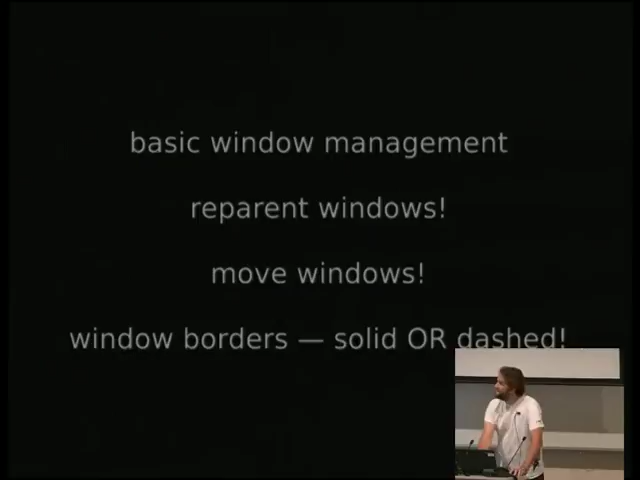 basic window management
reparent windows!
move windows!
window borders — solid OR dashed!